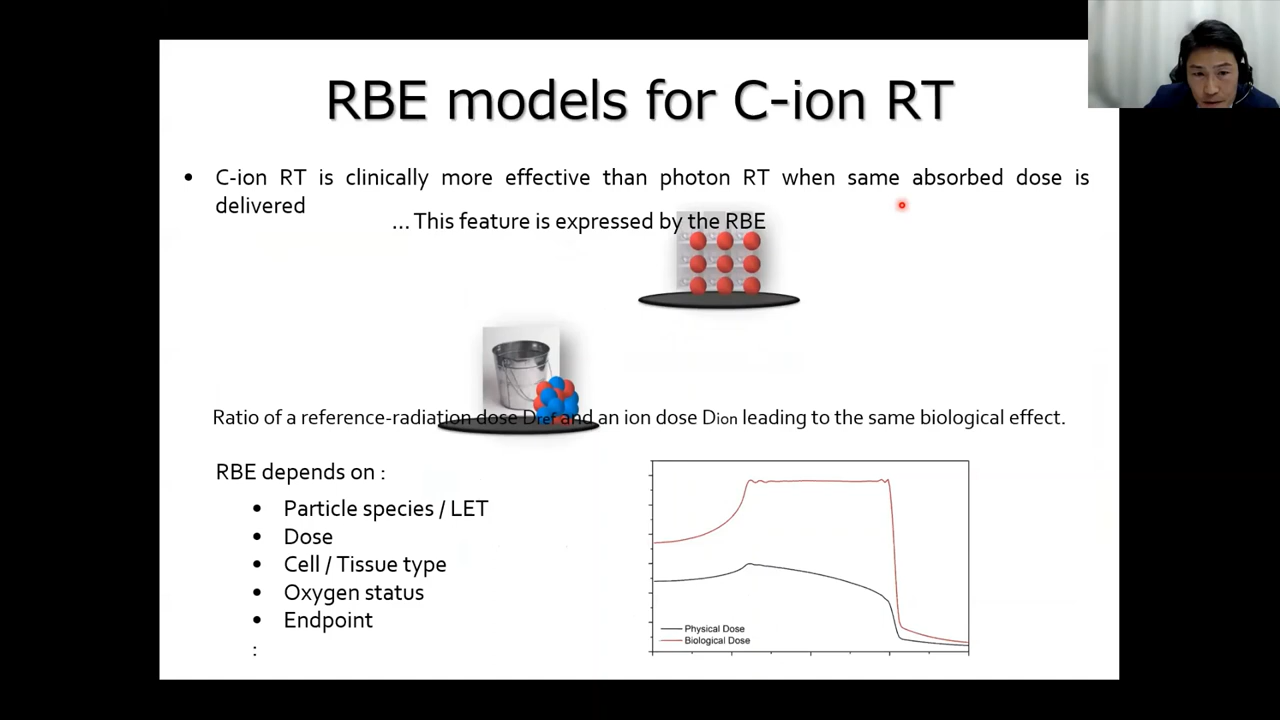 RBE models for C-ion RT
• C-ion RT is clinically more effective than photon RT when same absorbed dose is
delivered
... This feature is expressed by the RBE
Ratio of a reference-radiation dose Dref and an ion dose Dion leading to the same biological effect.
RBE depends on :
• Particle species / LET
• Dose
• Cell / Tissue type
• Oxygen status
• Endpoint
:
Physical Dose
Biological Dose